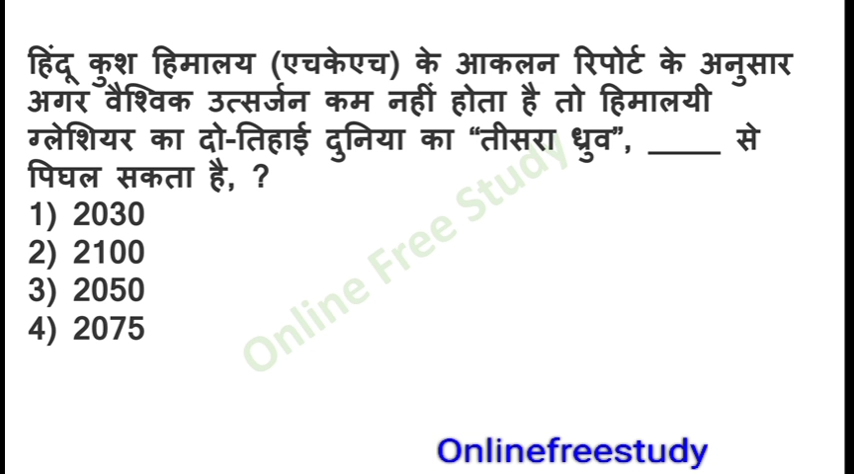 हिंदू कुश हिमालय (एचकेएच) के आकलन रिपोर्ट के अनुसार
अगर वैश्विक उत्सर्जन कम नहीं होता है तो हिमालयी
ग्लेशियर का दो-तिहाई दुनिया का “तीसरा ध्रुव”, _____ से
पिघल सकता है, ?
1) 2030
2) 2100
3) 2050
4) 2075
Online Free Study
Onlinefreestudy